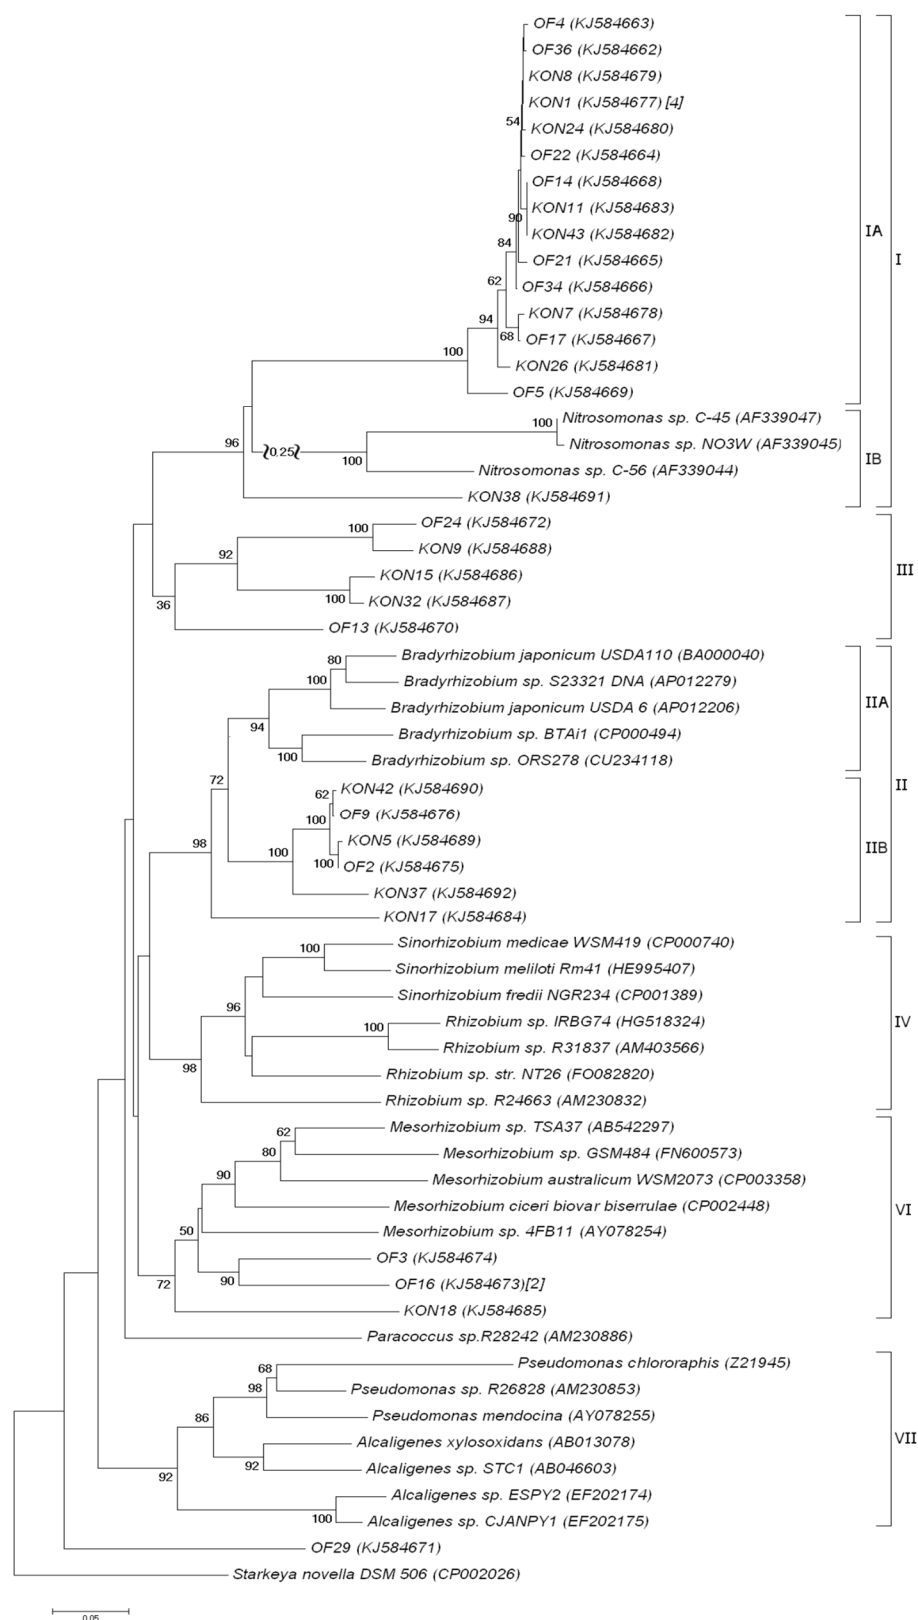 OF4 (KJ584663)
OF36 (KJ584662)
KON8 (KJ584679)
KON1 (KJ584677) [4]
54
KON24 (KJ584680)
OF22 (KJ584664)
OF14 (KJ584668)
KON11 (KJ584683)
90
KON43 (KJ584682)
IA
84
OF21 (KJ584665)
I
62
OF34 (KJ584666)
KON7 (KJ584678)
94
68
OF17 (KJ584667)
100
KON26 (KJ584681)
OF5 (KJ584669)
Nitrosomonas sp. C-45 (AF339047)
100
Nitrosomonas sp. NO3W (AF339045)
96
0.25
100
IB
Nitrosomonas sp. C-56 (AF339044)
KON38 (KJ584691)
OF24 (KJ584672)
100
KON9 (KJ584688)
92
III
KON15 (KJ584686)
100
KON32 (KJ584687)
36
OF13 (KJ584670)
Bradyrhizobium japonicum USDA110 (BA000040)
80
100
Bradyrhizobium sp. S23321 DNA (AP012279)
IIA
Bradyrhizobium japonicum USDA 6 (AP012206)
94
Bradyrhizobium sp. BTAi1 (CP000494)
100
Bradyrhizobium sp. ORS278 (CU234118)
72
II
KON42 (KJ584690)
62
OF9 (KJ584676)
100
98
KON5 (KJ584689)
IIB
100
100
OF2 (KJ584675)
KON37 (KJ584692)
KON17 (KJ584684)
Sinorhizobium medicae WSM419 (CP000740)
100
Sinorhizobium meliloti Rm41 (HE995407)
Sinorhizobium fredii NGR234 (CP001389)
96
Rhizobium sp. IRBG74 (HG518324)
IV
100
Rhizobium sp. R31837 (AM403566)
98
Rhizobium sp. str. NT26 (FO082820)
Rhizobium sp. R24663 (AM230832)
Mesorhizobium sp. TSA37 (AB542297)
62
80
Mesorhizobium sp. GSM484 (FN600573)
90
Mesorhizobium australicum WSM2073 (CP003358)
Mesorhizobium ciceri biovar biserrulae (CP002448)
VI
50
Mesorhizobium sp. 4FB11 (AY078254)
OF3 (KJ584674)
72
90
OF16 (KJ584673)[2]
KON18 (KJ584685)
Paracoccus sp.R28242 (AM230886)
Pseudomonas chlororaphis (Z21945)
68
98
Pseudomonas sp. R26828 (AM230853)
86
Pseudomonas mendocina (AY078255)
Alcaligenes xylosoxidans (AB013078)
VII
92
92
Alcaligenes sp. STC1 (AB046603)
Alcaligenes sp. ESPY2 (EF202174)
100
Alcaligenes sp. CJANPY1 (EF202175)
OF29 (KJ584671)
Starkeya novella DSM 506 (CP002026)
0.05